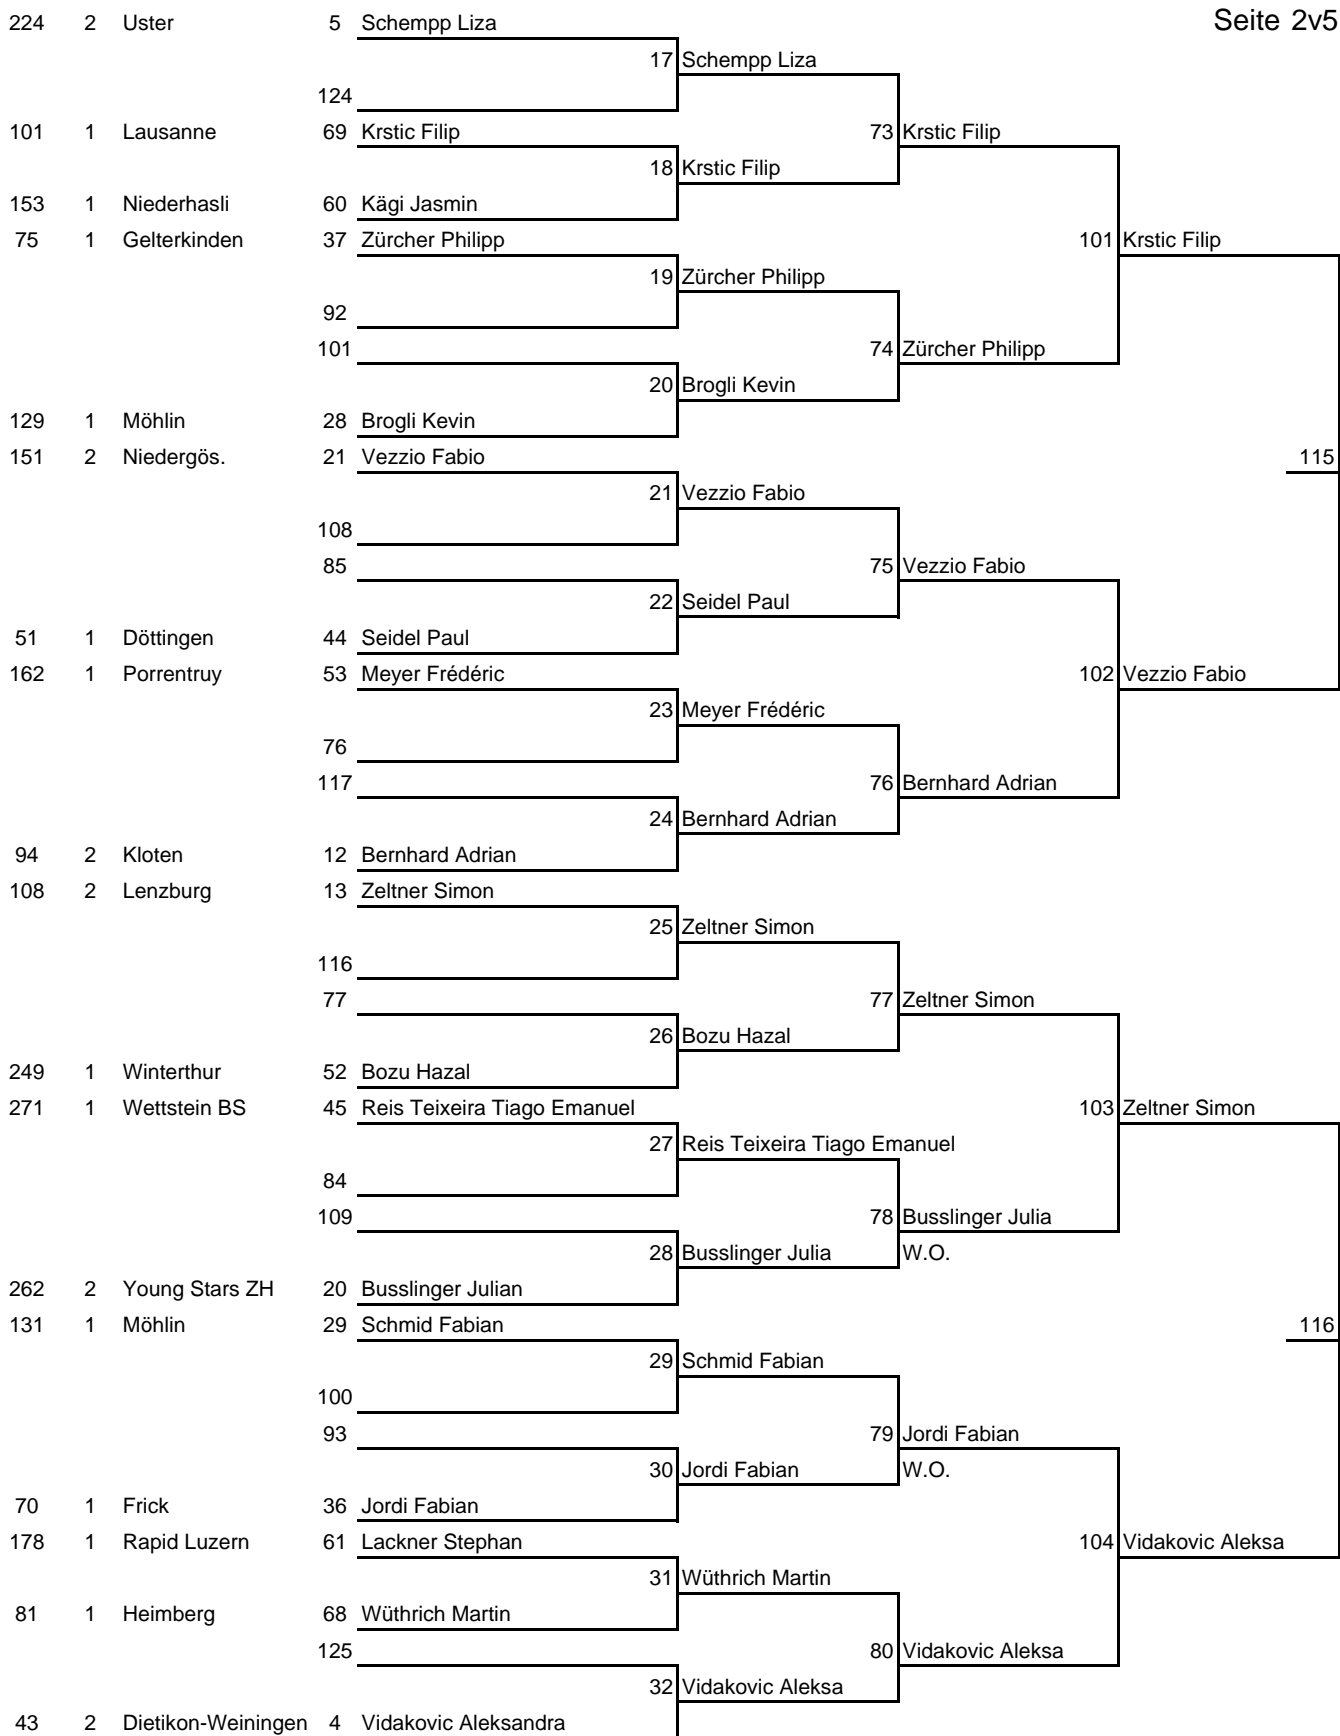 224 2 Uster 5 Schempp Liza Seite 2v5
17 Schempp Liza
124
101 1 Lausanne 69 Krstic Filip 73 Krstic Filip
18 Krstic Filip
153 1 Niederhasli 60 Kägi Jasmin
75 1 Gelterkinden 37 Zürcher Philipp 101 Krstic Filip
19 Zürcher Philipp
92
101 74 Zürcher Philipp
20 Brogli Kevin
129 1 Möhlin 28 Brogli Kevin
151 2 Niedergös. 21 Vezzio Fabio 115
21 Vezzio Fabio
108
85 75 Vezzio Fabio
22 Seidel Paul
51 1 Döttingen 44 Seidel Paul
162 1 Porrentruy 53 Meyer Frédéric 102 Vezzio Fabio
23 Meyer Frédéric
76
117 76 Bernhard Adrian
24 Bernhard Adrian
94 2 Kloten 12 Bernhard Adrian
108 2 Lenzburg 13 Zeltner Simon
25 Zeltner Simon
116
77 77 Zeltner Simon
26 Bozu Hazal
249 1 Winterthur 52 Bozu Hazal
271 1 Wettstein BS 45 Reis Teixeira Tiago Emanuel 103 Zeltner Simon
27 Reis Teixeira Tiago Emanuel
84
109 78 Busslinger Julia
28 Busslinger Julia W.O.
262 2 Young Stars ZH 20 Busslinger Julian
131 1 Möhlin 29 Schmid Fabian 116
29 Schmid Fabian
100
93 79 Jordi Fabian
30 Jordi Fabian W.O.
70 1 Frick 36 Jordi Fabian
178 1 Rapid Luzern 61 Lackner Stephan 104 Vidakovic Aleksa
31 Wüthrich Martin
81 1 Heimberg 68 Wüthrich Martin
125 80 Vidakovic Aleksa
32 Vidakovic Aleksa
43 2 Dietikon-Weiningen 4 Vidakovic Aleksandra